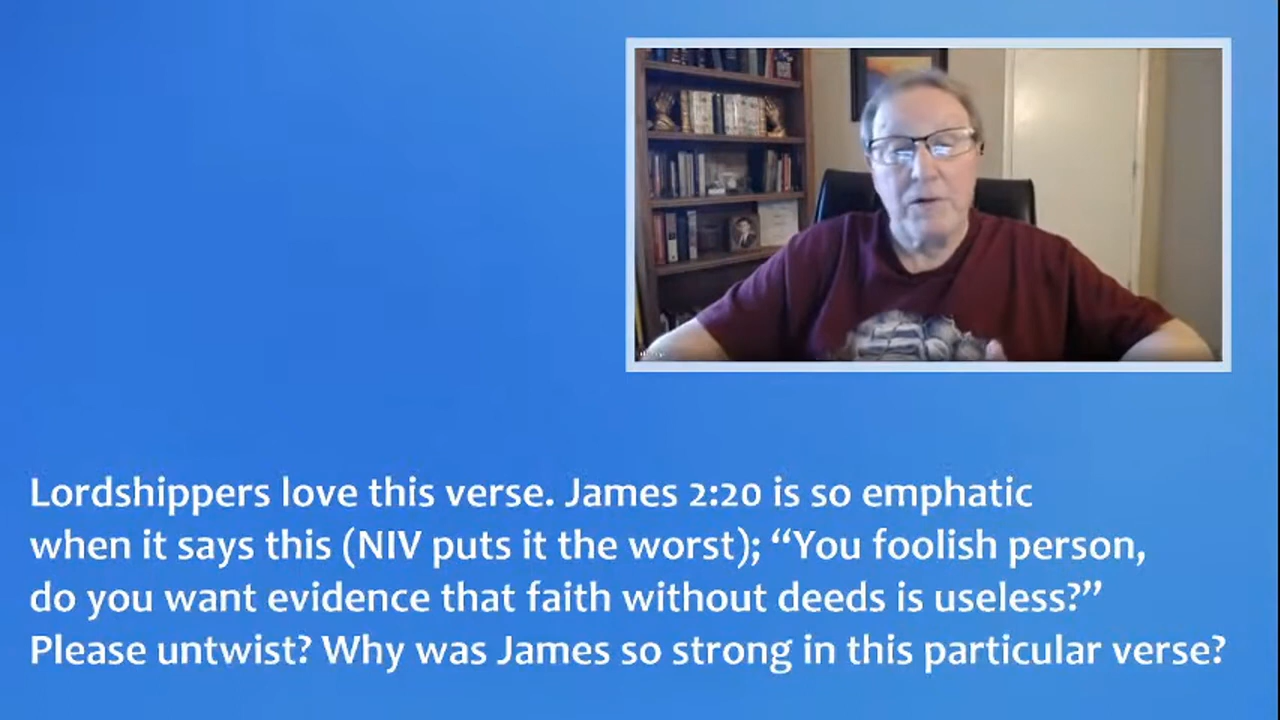 Lordshippers love this verse. James 2:20 is so emphatic
when it says this (NIV puts it the worst); “You foolish person,
do you want evidence that faith without deeds is useless?”
Please untwist? Why was James so strong in this particular verse?